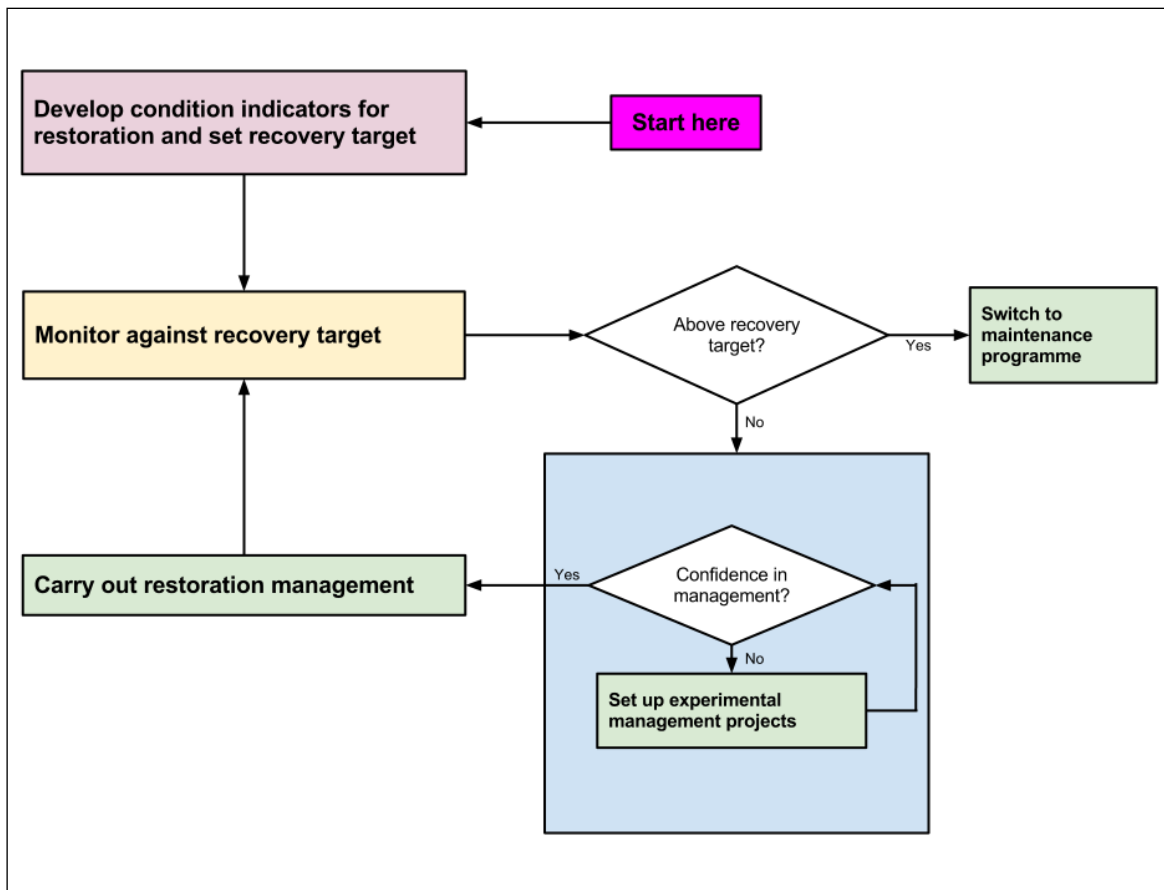 Develop condition indicators for
restoration and set recovery target
Start here
Monitor against recovery target
Above recovery
target?
Yes
Switch to
maintenance
programme
No
Carry out restoration management
Yes
Confidence in
management?
No
Set up experimental
management projects